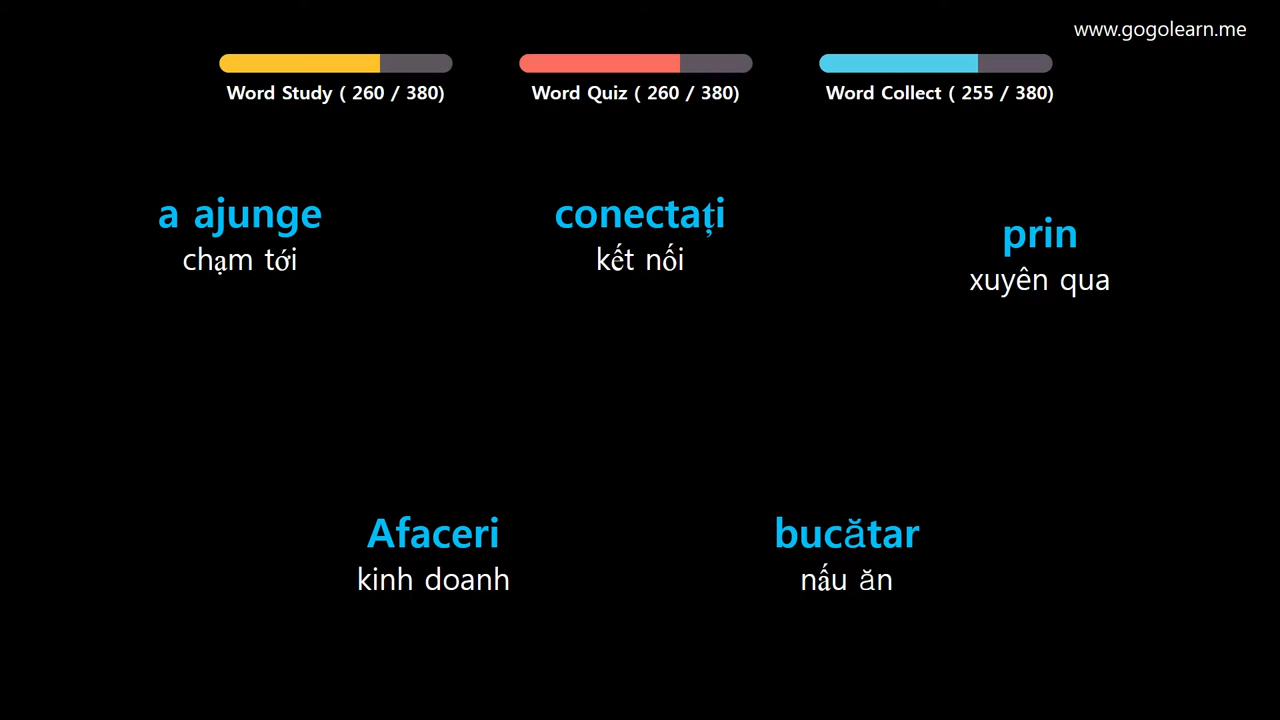 www.gogolearn.me
Word Study ( 260 / 380)
Word Quiz ( 260 / 380)
Word Collect ( 255 / 380)
a ajunge
chạm tới
conectați
kết nối
prin
xuyên qua
Afaceri
kinh doanh
bucătar
nấu ăn